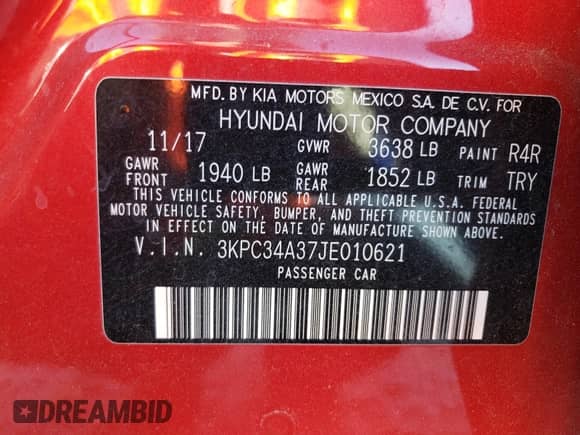 MFD. BY KIA MOTORS MEXICO S.A. DE C.V. FOR
HYUNDAI MOTOR COMPANY
11/17 GVWR 3638 LB PAINT R4R
GAWR FRONT 1940 LB GAWR REAR 1852 LB TRIM TRY
THIS VEHICLE CONFORMS TO ALL APPLICABLE U.S.A. FEDERAL
MOTOR VEHICLE SAFETY, BUMPER, AND THEFT PREVENTION STANDARDS
IN EFFECT ON THE DATE OF MANUFACTURE SHOWN ABOVE.
V.I.N. 3KPC34A37JE010621
PASSENGER CAR
DREAMBID